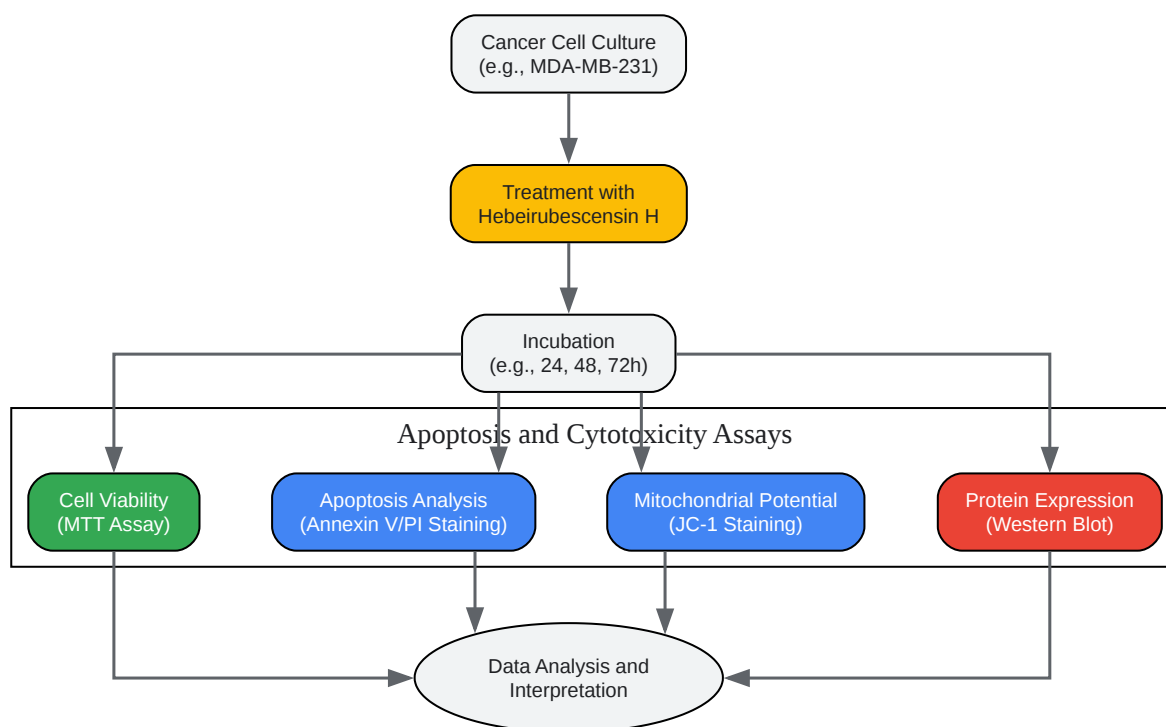 Cancer Cell Culture
(e.g., MDA-MB-231)
Treatment with
Hebeirubescensin H
Incubation
(e.g., 24, 48, 72h)
Apoptosis and Cytotoxicity Assays
Cell Viability
(MTT Assay)
Apoptosis Analysis
(Annexin V/PI Staining)
Mitochondrial Potential
(JC-1 Staining)
Protein Expression
(Western Blot)
Data Analysis and
Interpretation